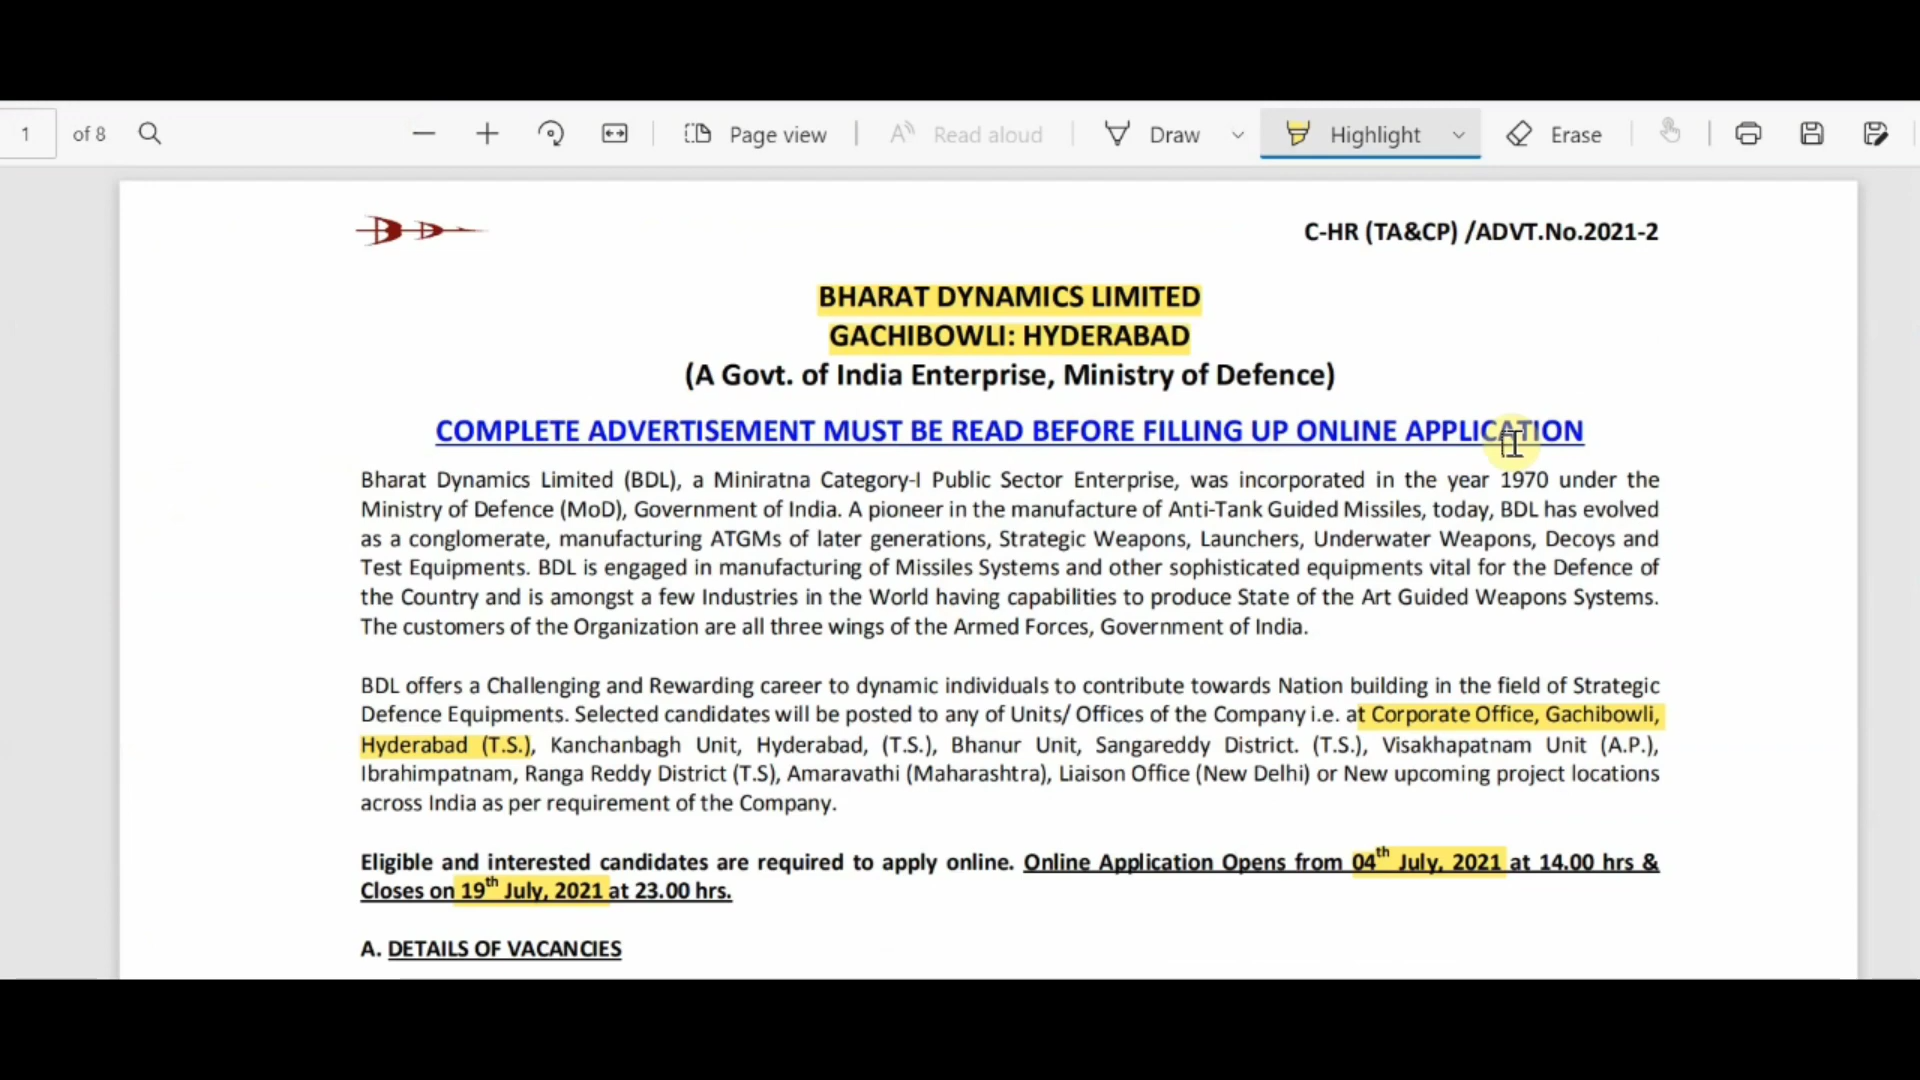 1 of 8 Page view Read aloud Draw Highlight Erase
BD C-HR (TA&CP) /ADVT.No.2021-2
BHARAT DYNAMICS LIMITED
GACHIBOWLI: HYDERABAD
(A Govt. of India Enterprise, Ministry of Defence)
COMPLETE ADVERTISEMENT MUST BE READ BEFORE FILLING UP ONLINE APPLICATION
Bharat Dynamics Limited (BDL), a Miniratna Category-I Public Sector Enterprise, was incorporated in the year 1970 under the
Ministry of Defence (MoD), Government of India. A pioneer in the manufacture of Anti-Tank Guided Missiles, today, BDL has evolved
as a conglomerate, manufacturing ATGMs of later generations, Strategic Weapons, Launchers, Underwater Weapons, Decoys and
Test Equipments. BDL is engaged in manufacturing of Missiles Systems and other sophisticated equipments vital for the Defence of
the Country and is amongst a few Industries in the World having capabilities to produce State of the Art Guided Weapons Systems.
The customers of the Organization are all three wings of the Armed Forces, Government of India.
BDL offers a Challenging and Rewarding career to dynamic individuals to contribute towards Nation building in the field of Strategic
Defence Equipments. Selected candidates will be posted to any of Units/ Offices of the Company i.e. at Corporate Office, Gachibowli,
Hyderabad (T.S.), Kanchanbagh Unit, Hyderabad, (T.S.), Bhanur Unit, Sangareddy District. (T.S.), Visakhapatnam Unit (A.P.),
Ibrahimpatnam, Ranga Reddy District (T.S), Amaravathi (Maharashtra), Liaison Office (New Delhi) or New upcoming project locations
across India as per requirement of the Company.
Eligible and interested candidates are required to apply online. Online Application Opens from 04th July, 2021 at 14.00 hrs &
Closes on 19th July, 2021 at 23.00 hrs.
A. DETAILS OF VACANCIES